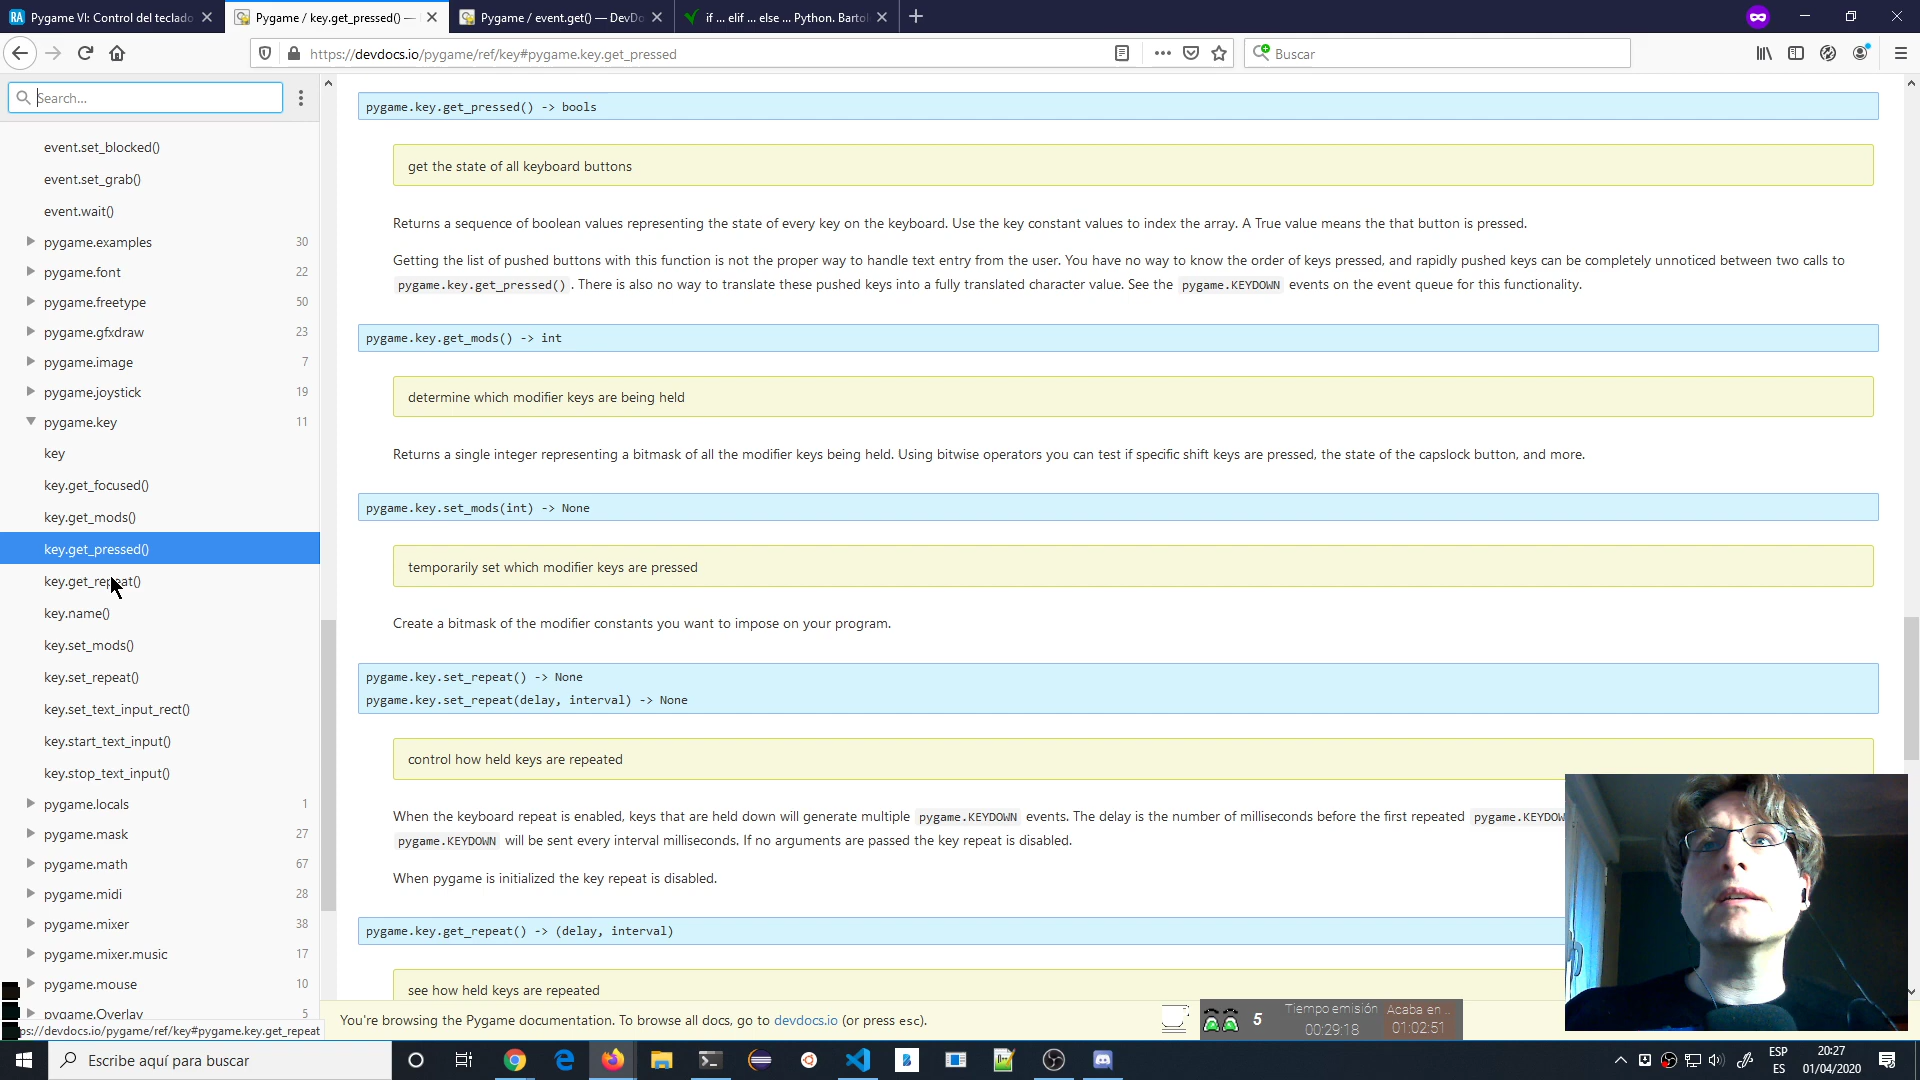 Pygame VI: Control del teclado
Pygame / key.get_pressed() —
Pygame / event.get() — DevDo
if ... elif ... else ... Python. Bartol
https://devdocs.io/pygame/ref/key#pygame.key.get_pressed
Buscar
Search...
event.set_blocked()
event.set_grab()
event.wait()
pygame.examples 30
pygame.font 22
pygame.freetype 50
pygame.gfxdraw 23
pygame.image 7
pygame.joystick 19
pygame.key 11
key
key.get_focused()
key.get_mods()
key.get_pressed()
key.get_repeat()
key.name()
key.set_mods()
key.set_repeat()
key.set_text_input_rect()
key.start_text_input()
key.stop_text_input()
pygame.locals 1
pygame.mask 27
pygame.math 67
pygame.midi 28
pygame.mixer 38
pygame.mixer.music 17
pygame.mouse 10
pygame.Overlay 5
ps://devdocs.io/pygame/ref/key#pygame.key.get_repeat
pygame.key.get_pressed() -> bools
get the state of all keyboard buttons
Returns a sequence of boolean values representing the state of every key on the keyboard. Use the key constant values to index the array. A True value means the that button is pressed.
Getting the list of pushed buttons with this function is not the proper way to handle text entry from the user. You have no way to know the order of keys pressed, and rapidly pushed keys can be completely unnoticed between two calls to
pygame.key.get_pressed() . There is also no way to translate these pushed keys into a fully translated character value. See the pygame.KEYDOWN events on the event queue for this functionality.
pygame.key.get_mods() -> int
determine which modifier keys are being held
Returns a single integer representing a bitmask of all the modifier keys being held. Using bitwise operators you can test if specific shift keys are pressed, the state of the capslock button, and more.
pygame.key.set_mods(int) -> None
temporarily set which modifier keys are pressed
Create a bitmask of the modifier constants you want to impose on your program.
pygame.key.set_repeat() -> None
pygame.key.set_repeat(delay, interval) -> None
control how held keys are repeated
When the keyboard repeat is enabled, keys that are held down will generate multiple pygame.KEYDOWN events. The delay is the number of milliseconds before the first repeated pygame.KEYDOW
pygame.KEYDOWN will be sent every interval milliseconds. If no arguments are passed the key repeat is disabled.
When pygame is initialized the key repeat is disabled.
pygame.key.get_repeat() -> (delay, interval)
see how held keys are repeated
You're browsing the Pygame documentation. To browse all docs, go to devdocs.io (or press esc).
5
Tiempo emisión
00:29:18
Acaba en ..
01:02:51
Escribe aquí para buscar
ESP
ES
20:27
01/04/2020